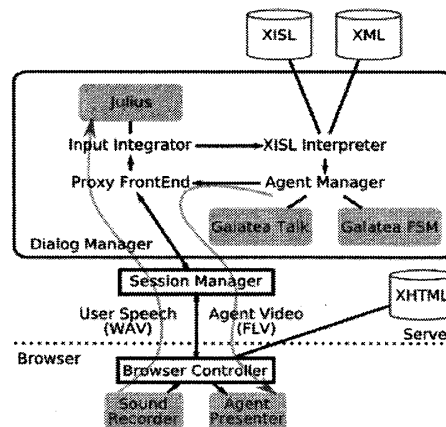 XISL
XML
Julius
Input Integrator
XISL Interpreter
Proxy FrontEnd
Agent Manager
Galatea Talk
Galatea FSM
Dialog Manager
Session Manager
XHTML
User Speech
(WAV)
Agent Video
(FLV)
Server
Browser
Browser Controller
Sound
Recorder
Agent
Presenter